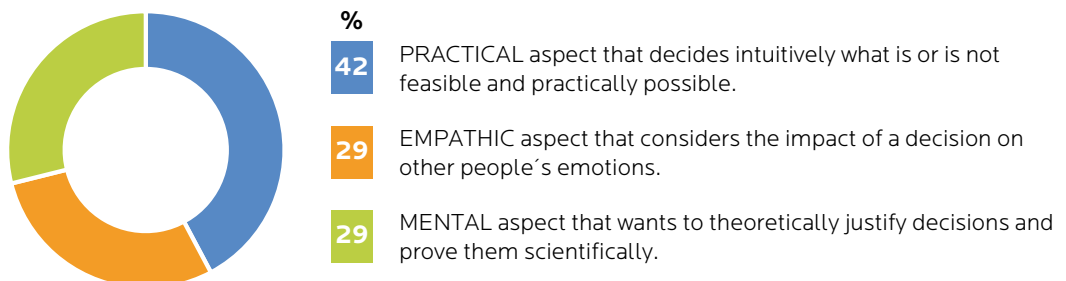 %
42 PRACTICAL aspect that decides intuitively what is or is not
feasible and practically possible.
29 EMPATHIC aspect that considers the impact of a decision on
other people´s emotions.
29 MENTAL aspect that wants to theoretically justify decisions and
prove them scientifically.